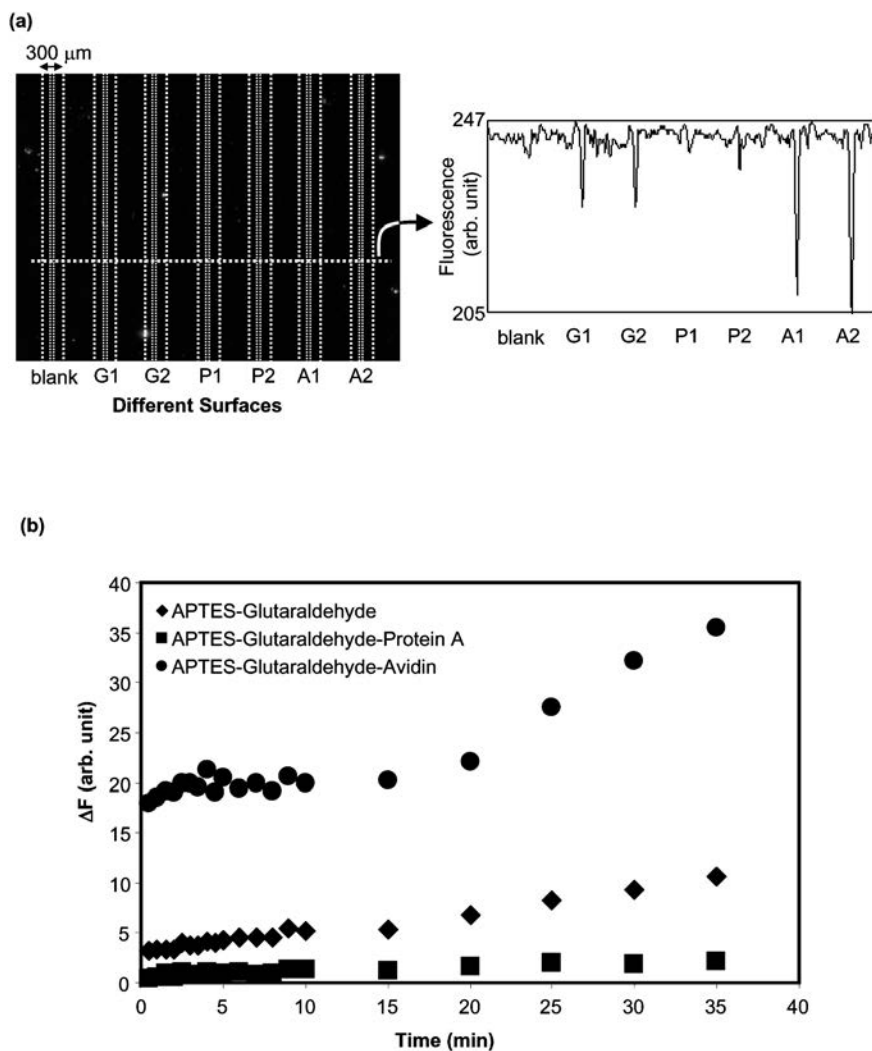 (a)
300 μm
blank G1 G2 P1 P2 A1 A2
Different Surfaces
247
Fluorescence
(arb. unit)
205
blank G1 G2 P1 P2 A1 A2
(b)
40
35
30
25
20
15
10
5
0
ΔF (arb. unit)
APTES-Glutaraldehyde
APTES-Glutaraldehyde-Protein A
APTES-Glutaraldehyde-Avidin
0 5 10 15 20 25 30 35 40
Time (min)